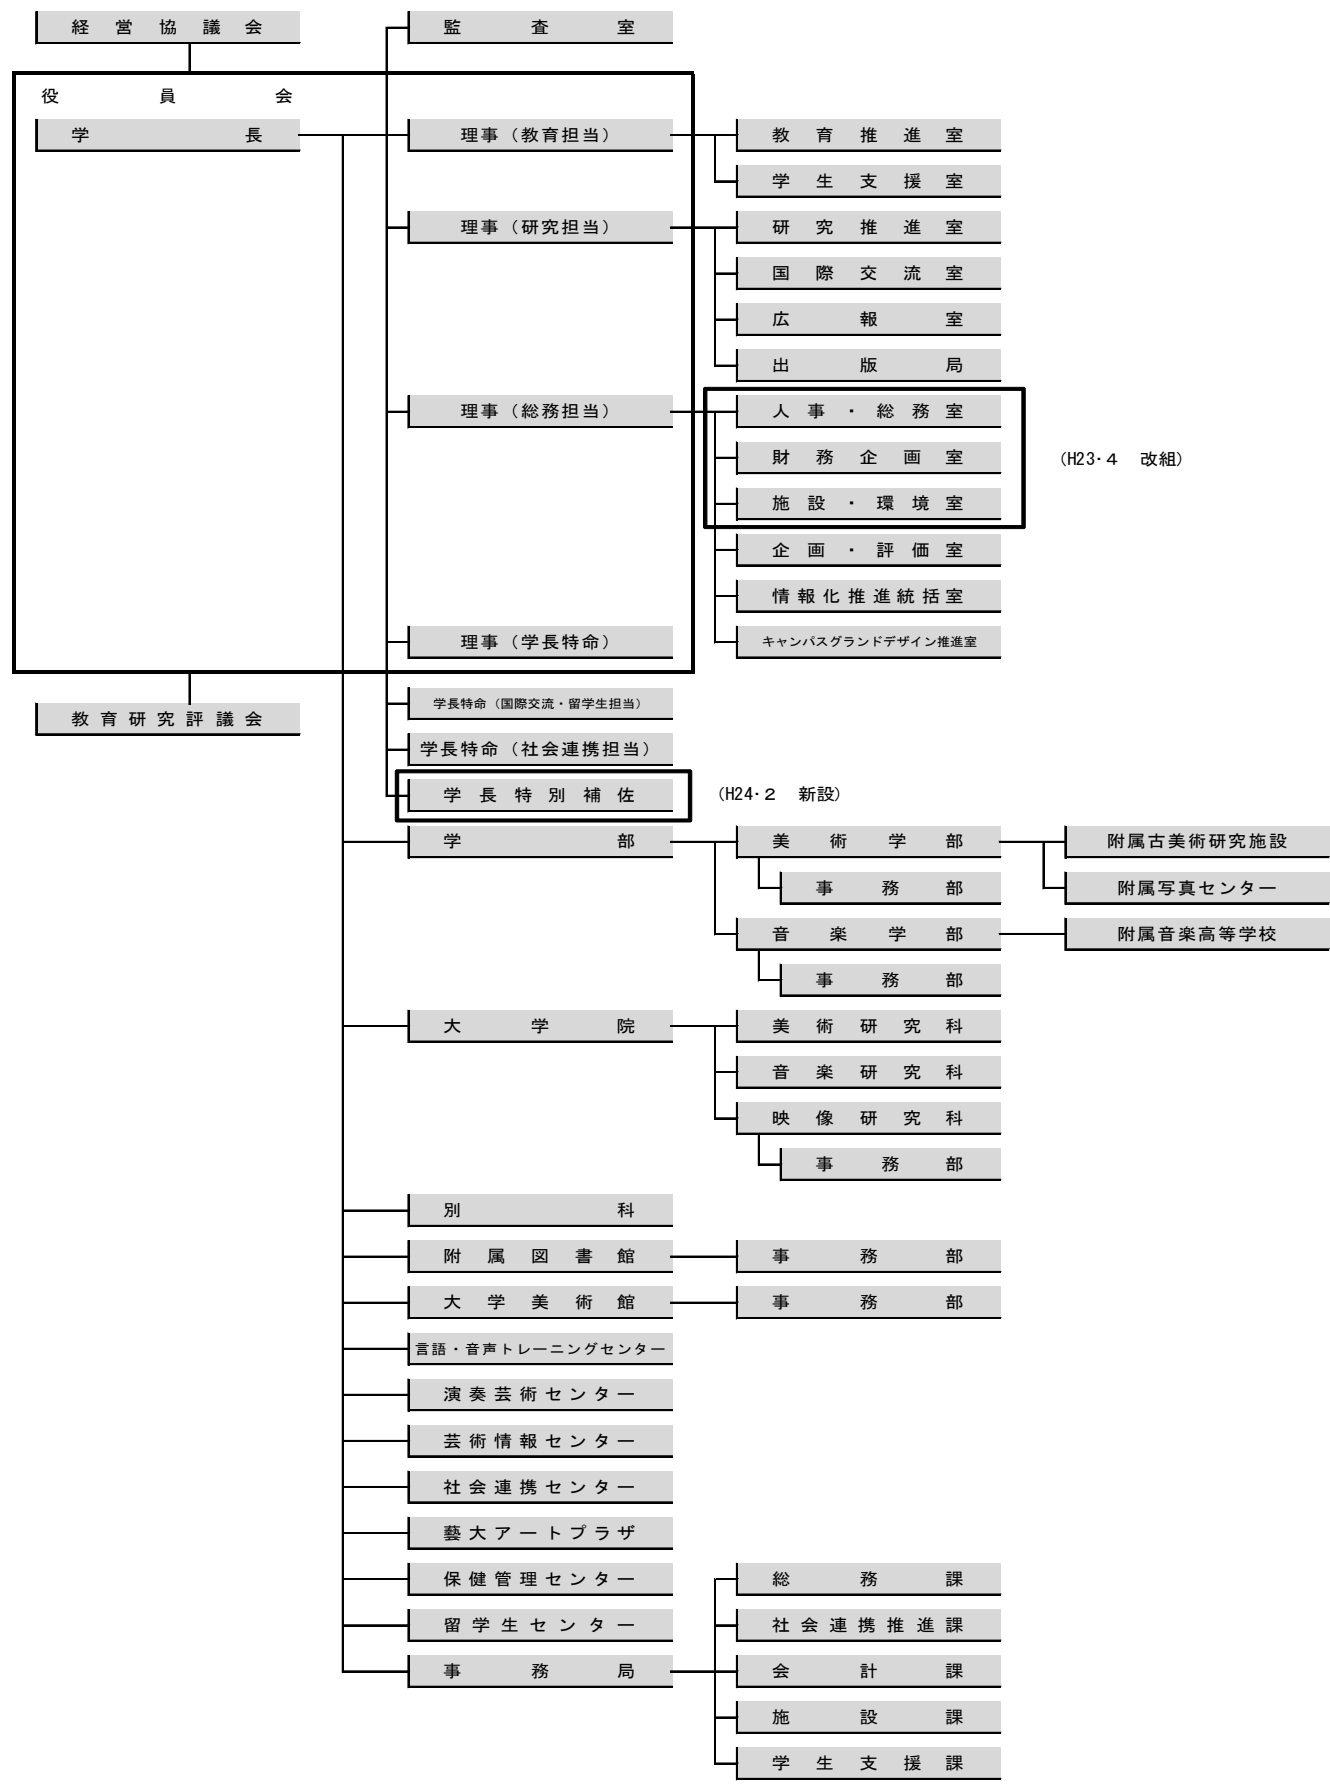 経営協議会
監査室
役員会
学長
理事（教育担当）
教育推進室
学生支援室
理事（研究担当）
研究推進室
国際交流室
広報室
出版局
理事（総務担当）
人事・総務室
財務企画室
（H23・4　改組）
施設・環境室
企画・評価室
情報化推進統括室
理事（学長特命）
キャンパスグランドデザイン推進室
教育研究評議会
学長特命（国際交流・留学生担当）
学長特命（社会連携担当）
学長特別補佐
（H24・2　新設）
学部
美術学部
附属古美術研究施設
事務部
附属写真センター
音楽学部
附属音楽高等学校
事務部
大学院
美術研究科
音楽研究科
映像研究科
事務部
別科
附属図書館
事務部
大学美術館
事務部
言語・音声トレーニングセンター
演奏芸術センター
芸術情報センター
社会連携センター
藝大アートプラザ
保健管理センター
総務課
留学生センター
社会連携推進課
事務局
会計課
施設課
学生支援課